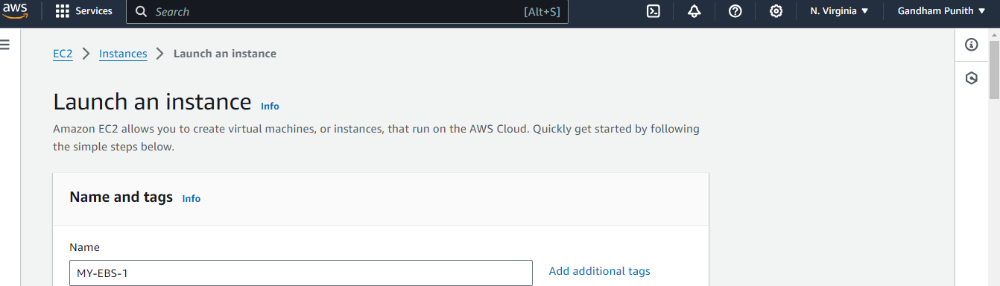 aws Services Search [Alt+S] N. Virginia Gandham Punith
EC2 Instances Launch an instance
Launch an instance Info
Amazon EC2 allows you to create virtual machines, or instances, that run on the AWS Cloud. Quickly get started by following
the simple steps below.
Name and tags Info
Name
MY-EBS-1 Add additional tags